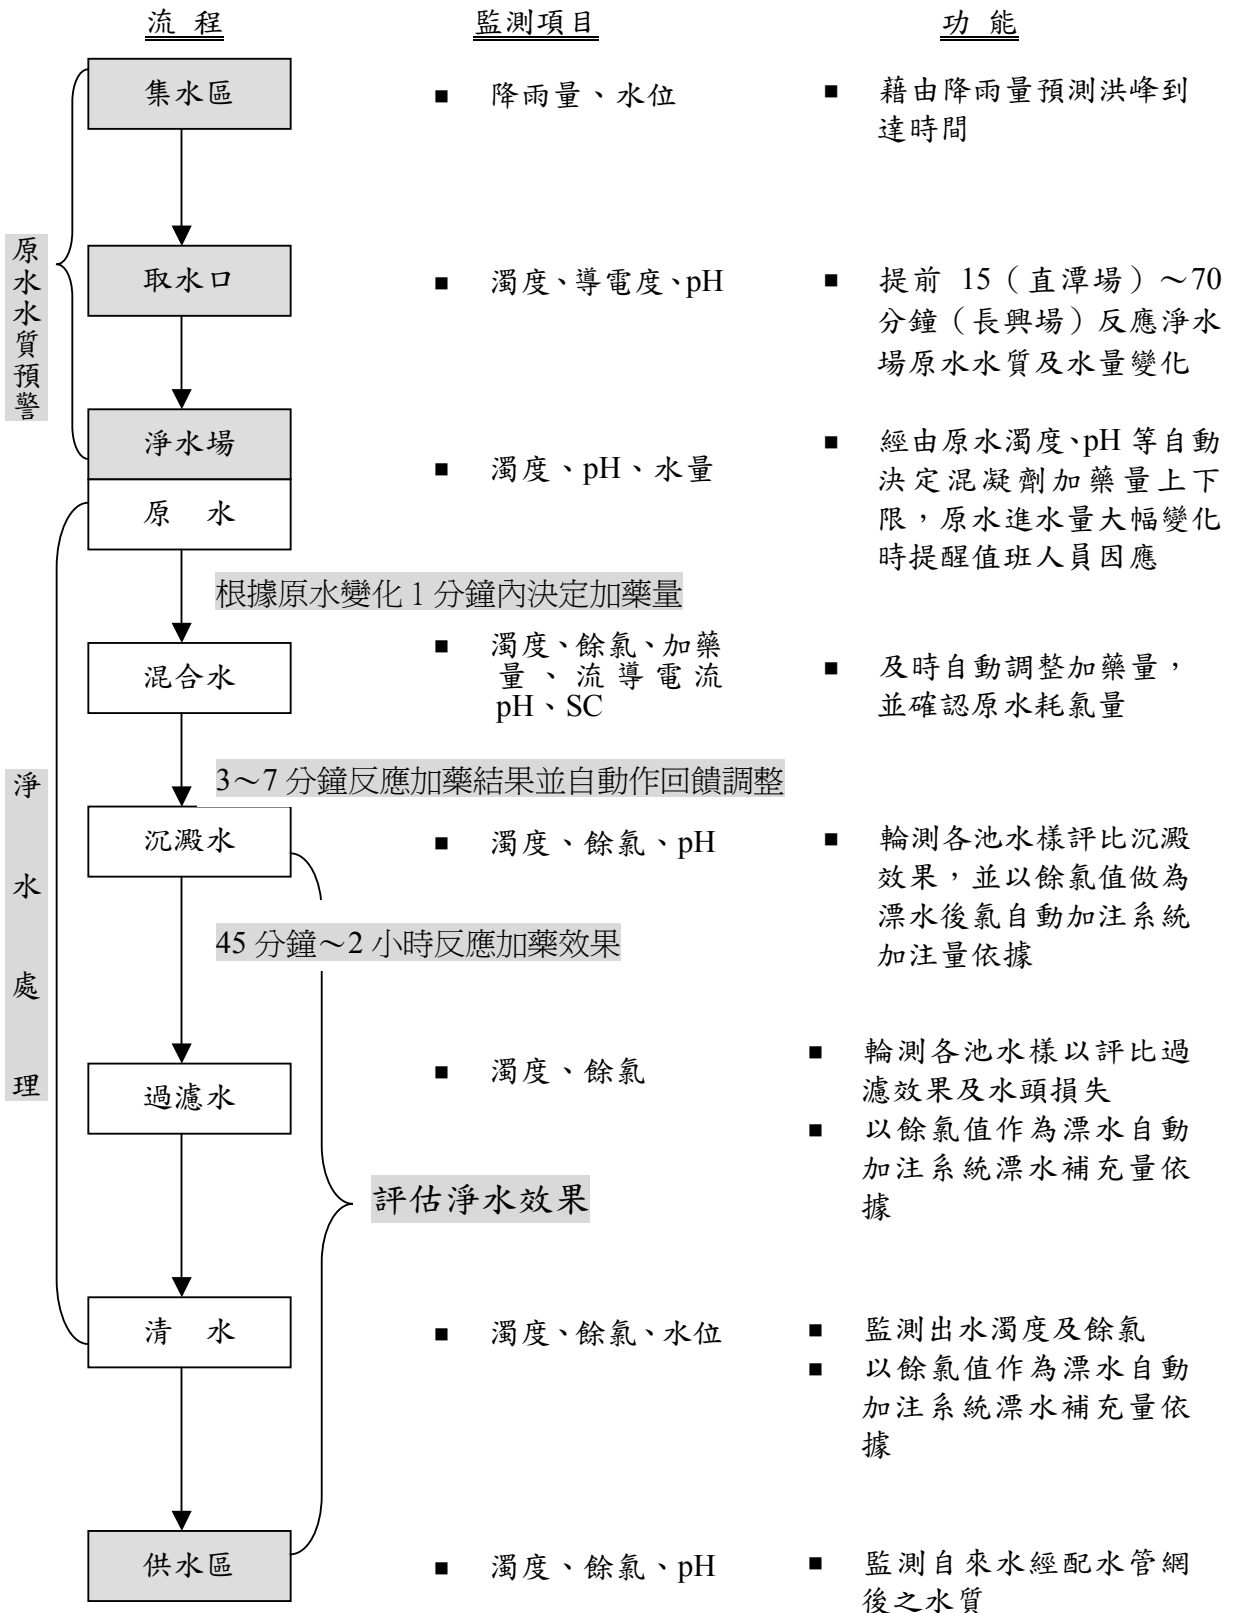 流 程 監測項目 功 能
集水區
■ 降雨量、水位
■ 藉由降雨量預測洪峰到
達時間
原水水質預警
取水口
■ 濁度、導電度、pH
■ 提前 15（直潭場）～70
分鐘（長興場）反應淨水
場原水水質及水量變化
淨水場
原 水
■ 濁度、pH、水量
■ 經由原水濁度、pH 等自動
決定混凝劑加藥量上下
限，原水進水量大幅變化
時提醒值班人員因應
根據原水變化 1 分鐘內決定加藥量
淨水處理
混合水
■ 濁度、餘氯、加藥
量、流導電流
pH、SC
■ 及時自動調整加藥量，
並確認原水耗氯量
3～7 分鐘反應加藥結果並自動作回饋調整
沉澱水
■ 濁度、餘氯、pH
■ 輪測各池水樣評比沉澱
效果，並以餘氯值做為
漂水後氯自動加注系統
加注量依據
45 分鐘～2 小時反應加藥效果
過濾水
■ 濁度、餘氯
■ 輪測各池水樣以評比過
濾效果及水頭損失
■ 以餘氯值作為漂水自動
加注系統漂水補充量依
據
評估淨水效果
清 水
■ 濁度、餘氯、水位
■ 監測出水濁度及餘氯
■ 以餘氯值作為漂水自動
加注系統漂水補充量依
據
供水區
■ 濁度、餘氯、pH
■ 監測自來水經配水管網
後之水質